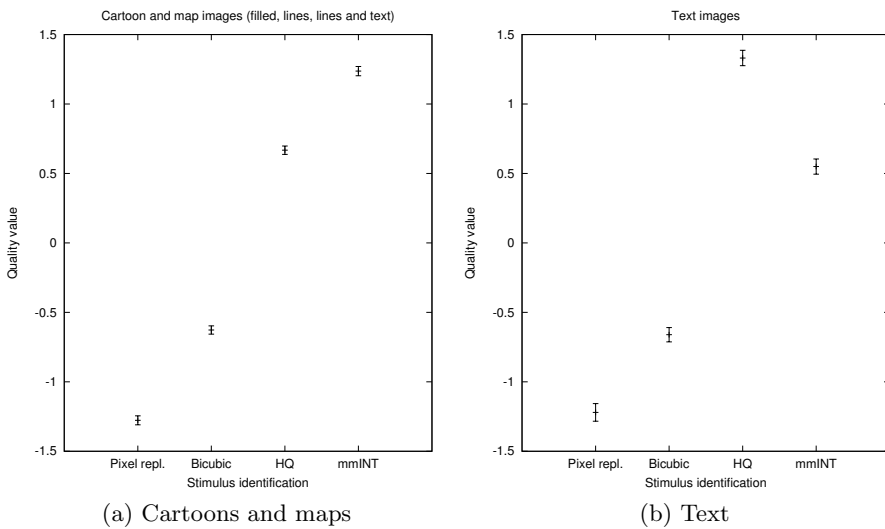 Cartoon and map images (filled, lines, lines and text)
1.5
1
0.5
0
-0.5
-1
-1.5
Quality value
Pixel repl. Bicubic HQ mmINT
Stimulus identification
(a) Cartoons and maps
Text images
1.5
1
0.5
0
-0.5
-1
-1.5
Quality value
Pixel repl. Bicubic HQ mmINT
Stimulus identification
(b) Text